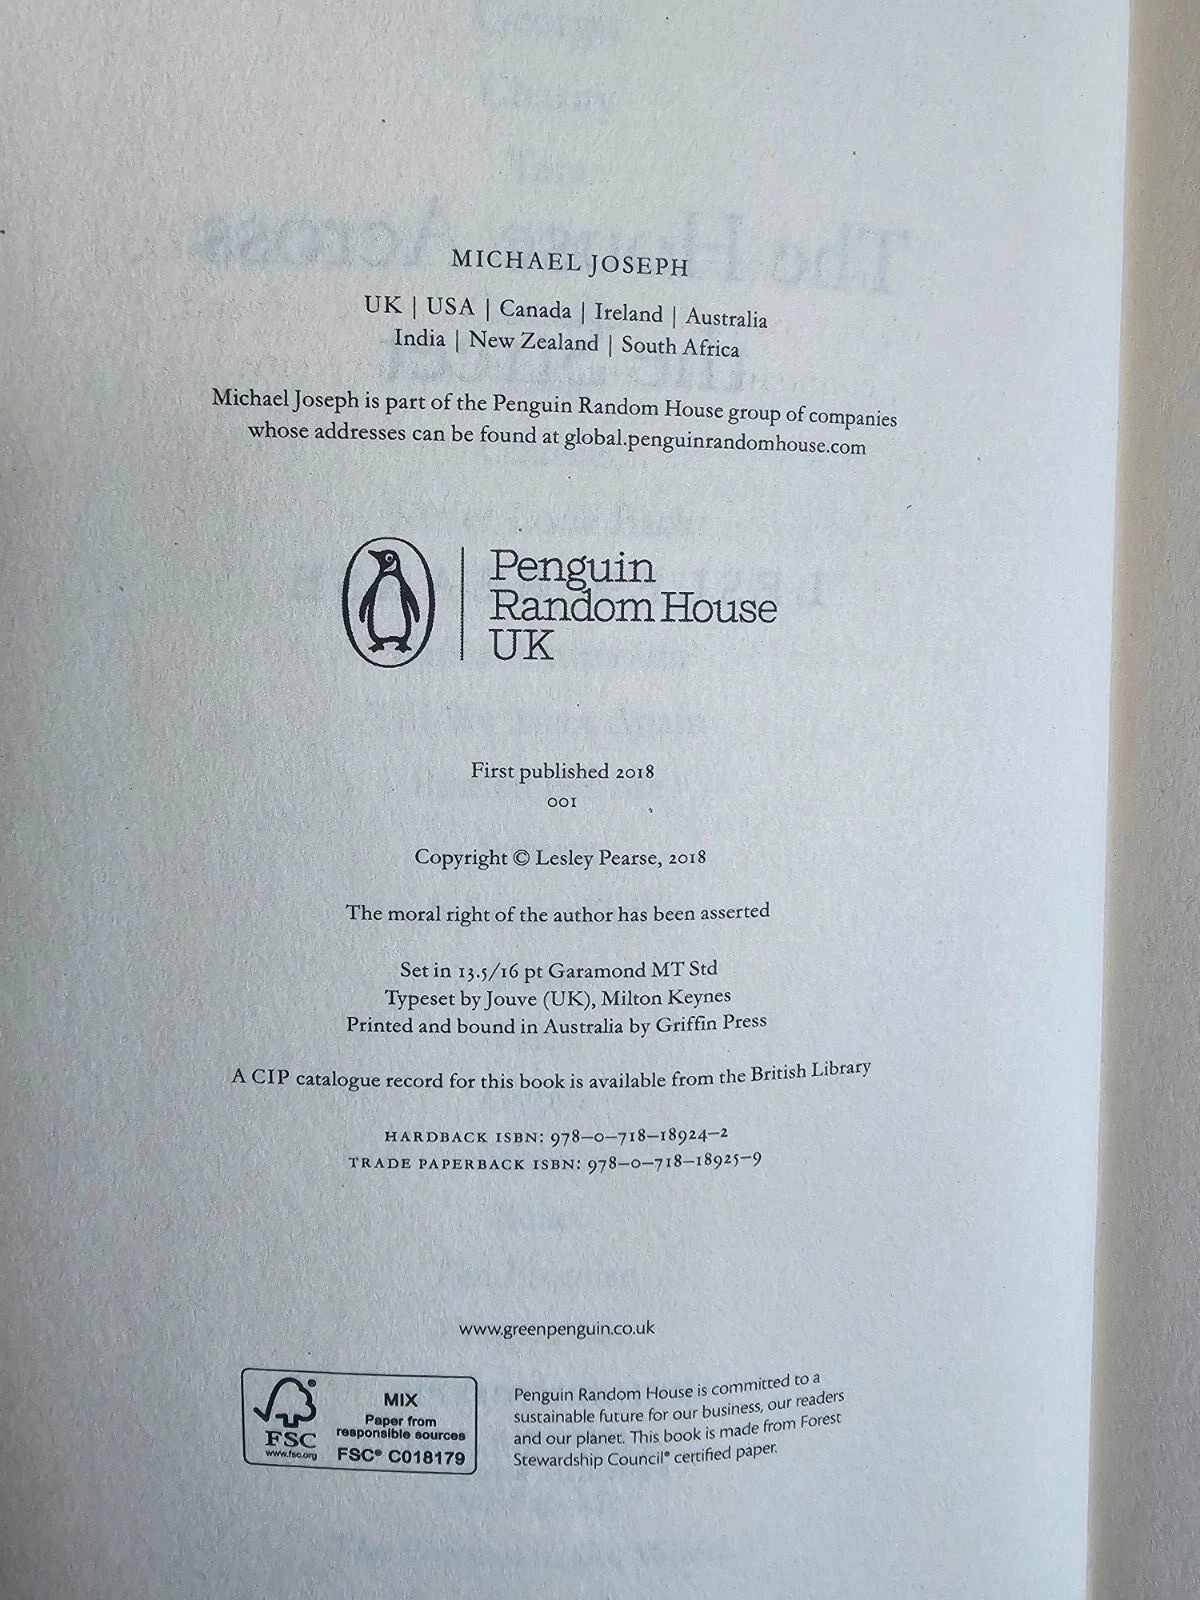 MICHAEL JOSEPH
UK | USA | Canada | Ireland | Australia
India | New Zealand | South Africa
Michael Joseph is part of the Penguin Random House group of companies
whose addresses can be found at global.penguinrandomhouse.com
Penguin
Random House
UK
First published 2018
001
Copyright © Lesley Pearse, 2018
The moral right of the author has been asserted
Set in 13.5/16 pt Garamond MT Std
Typeset by Jouve (UK), Milton Keynes
Printed and bound in Australia by Griffin Press
A CIP catalogue record for this book is available from the British Library
HARDBACK ISBN: 978–0–718–18924–2
TRADE PAPERBACK ISBN: 978–0–718–18925–9
www.greenpenguin.co.uk
FSC
www.fsc.org
MIX
Paper from
responsible sources
FSC® C018179
Penguin Random House is committed to a
sustainable future for our business, our readers
and our planet. This book is made from Forest
Stewardship Council® certified paper.